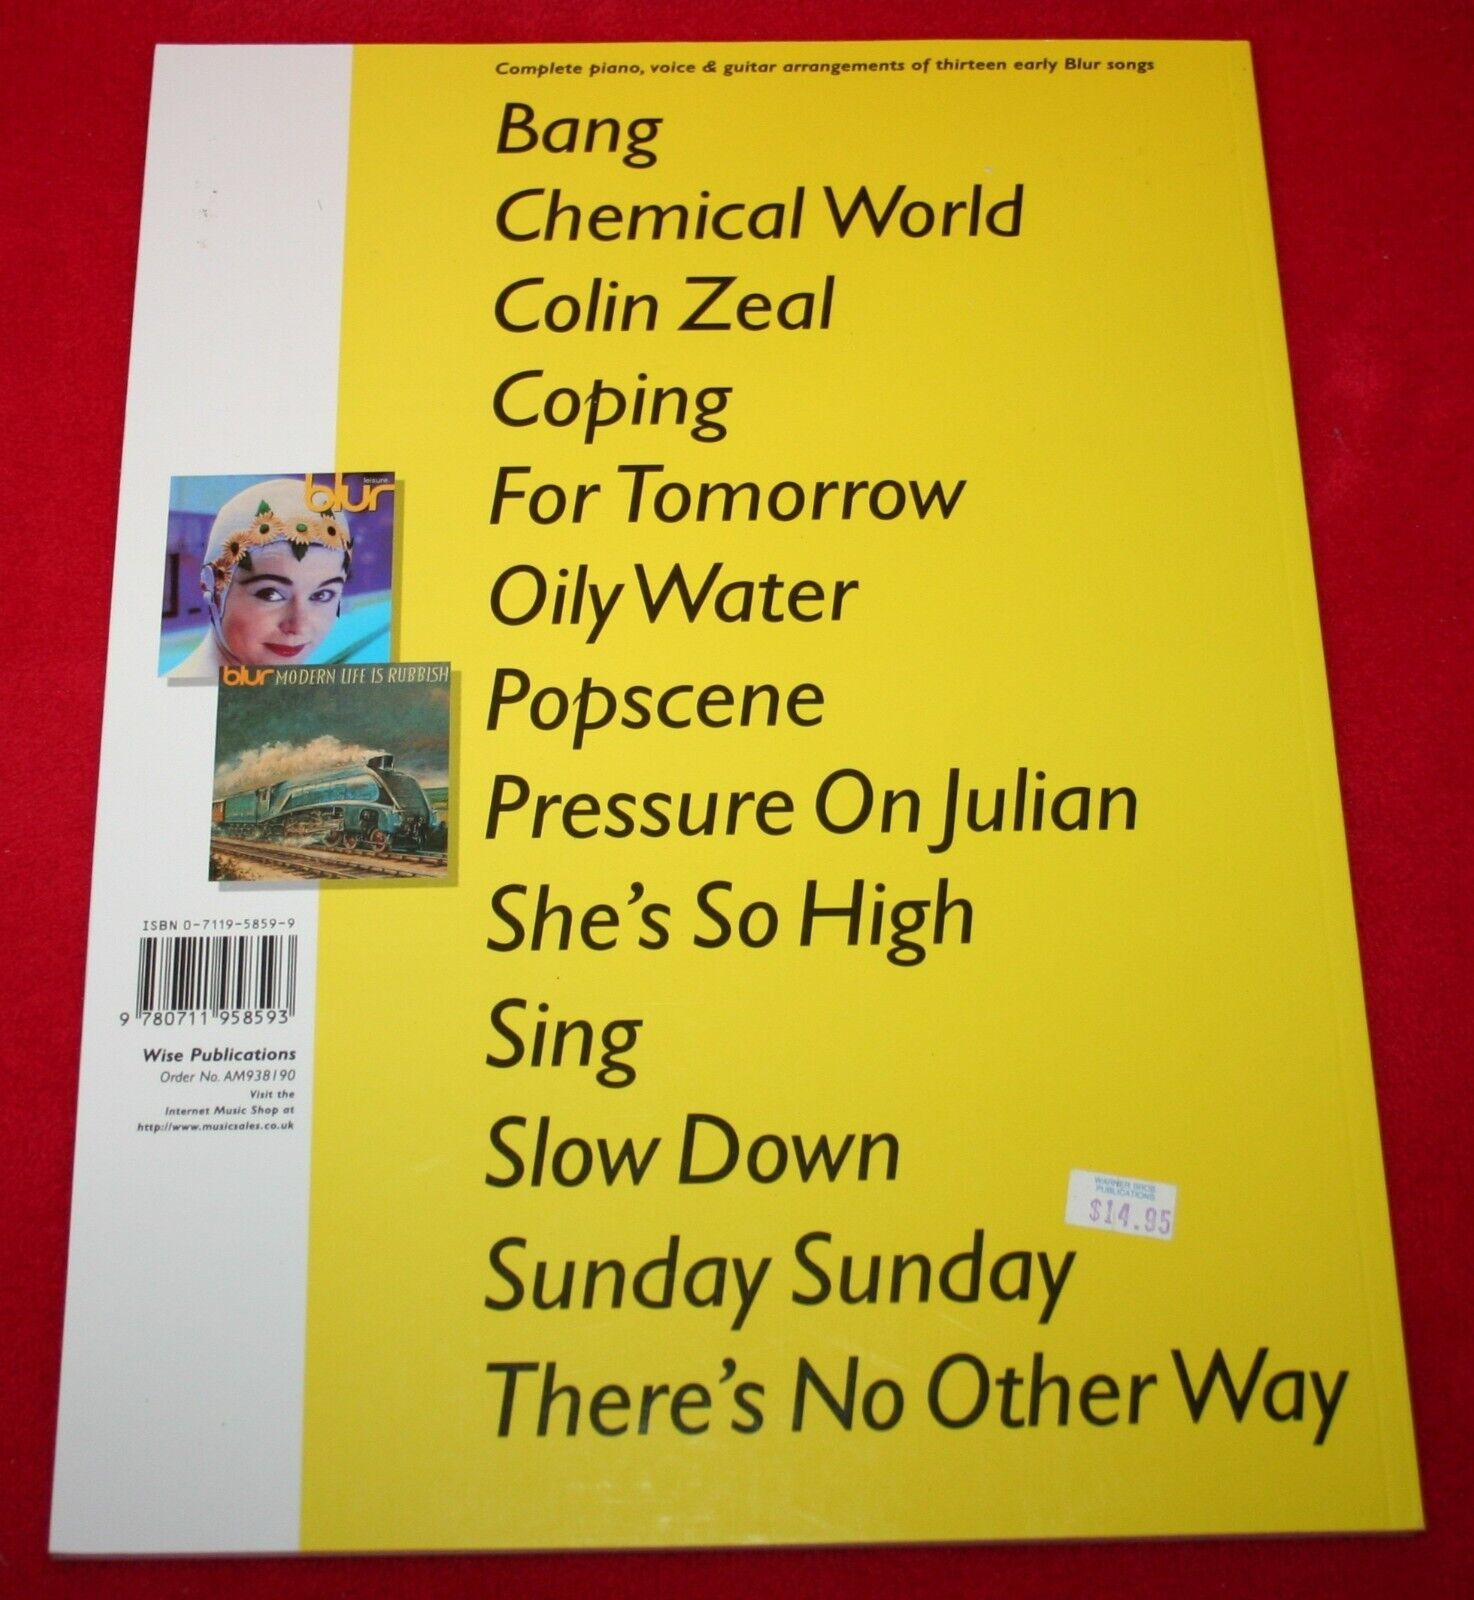 Complete piano, voice & guitar arrangements of thirteen early Blur songs
Bang
Chemical World
Colin Zeal
Coping
For Tomorrow
Oily Water
Popscene
Pressure On Julian
She's So High
Sing
Slow Down
Sunday Sunday
There's No Other Way
leisure
blur
blur MODERN LIFE IS RUBBISH
ISBN 0-7119-5859-9
9 780711 958593
Wise Publications
Order No. AM938190
Visit the
Internet Music Shop at
http://www.musicsales.co.uk
WARNER BROS
PUBLICATIONS
$14.95